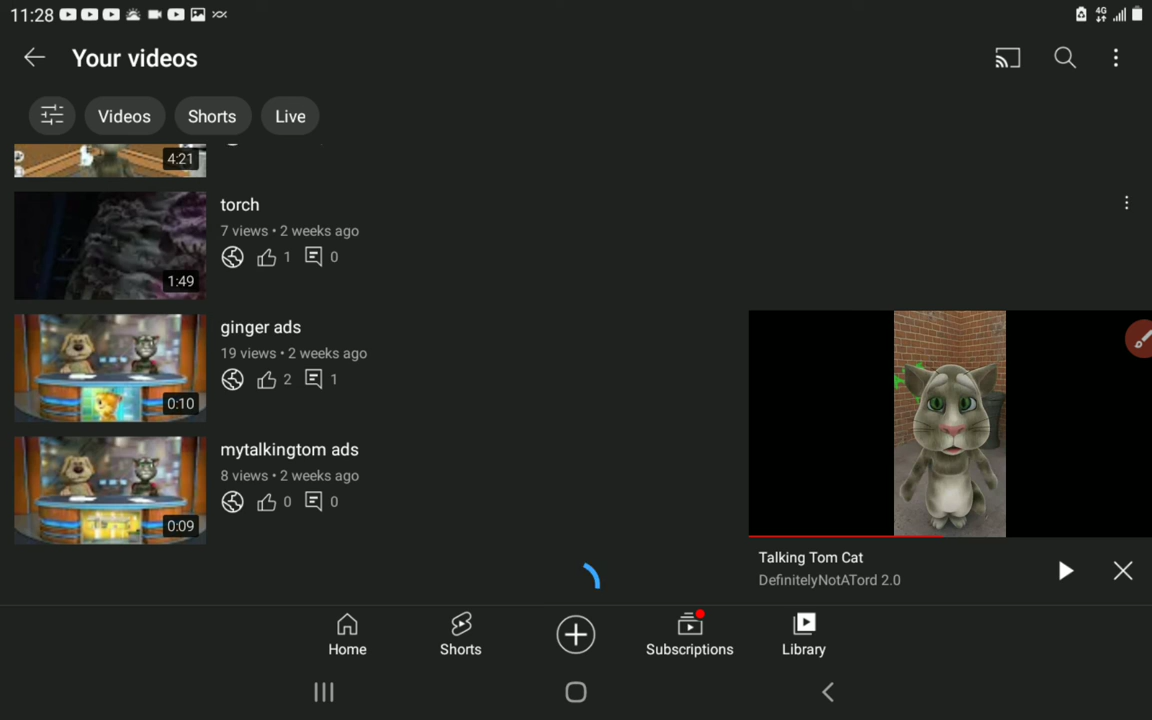 11:28
4G
Your videos
Videos
Shorts
Live
4:21
torch
7 views • 2 weeks ago
1
0
1:49
ginger ads
19 views • 2 weeks ago
2
1
0:10
mytalkingtom ads
8 views • 2 weeks ago
0
0
0:09
Talking Tom Cat
DefinitelyNotATord 2.0
Home
Shorts
Subscriptions
Library